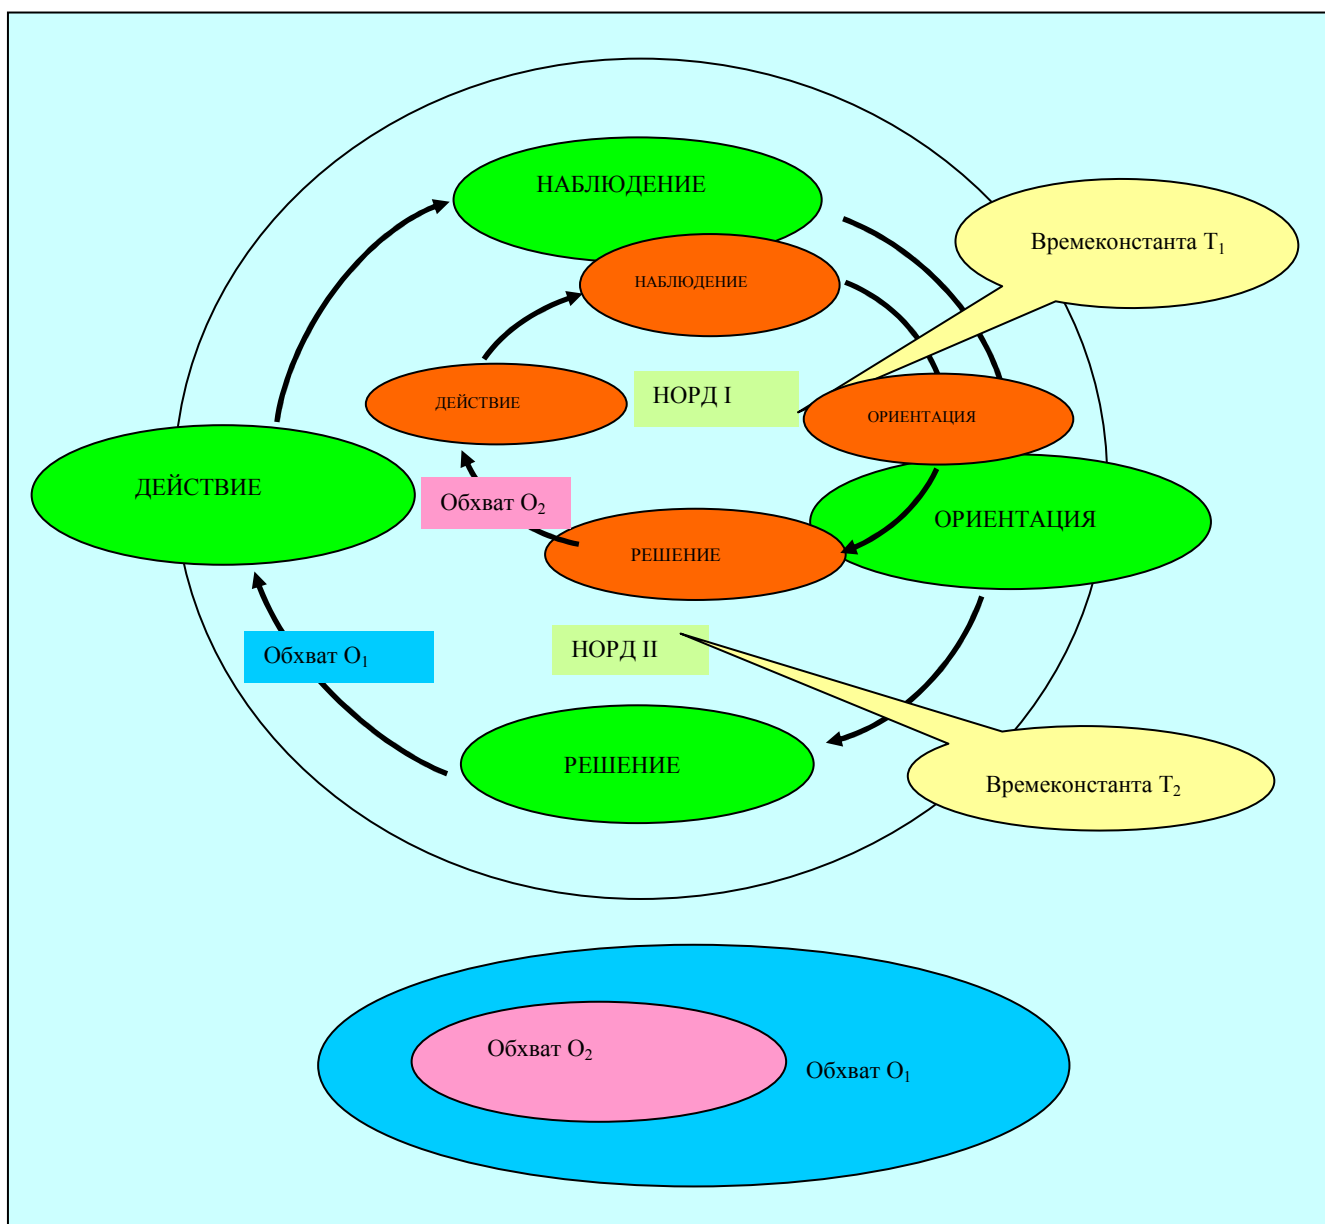 НАБЛЮДЕНИЕ
Времеконстанта T₁
НАБЛЮДЕНИЕ
НОРД I
ДЕЙСТВИЕ
ОРИЕНТАЦИЯ
ДЕЙСТВИЕ
Обхват O₂
ОРИЕНТАЦИЯ
РЕШЕНИЕ
Обхват O₁
НОРД II
РЕШЕНИЕ
Времеконстанта T₂
Обхват O₂
Обхват O₁